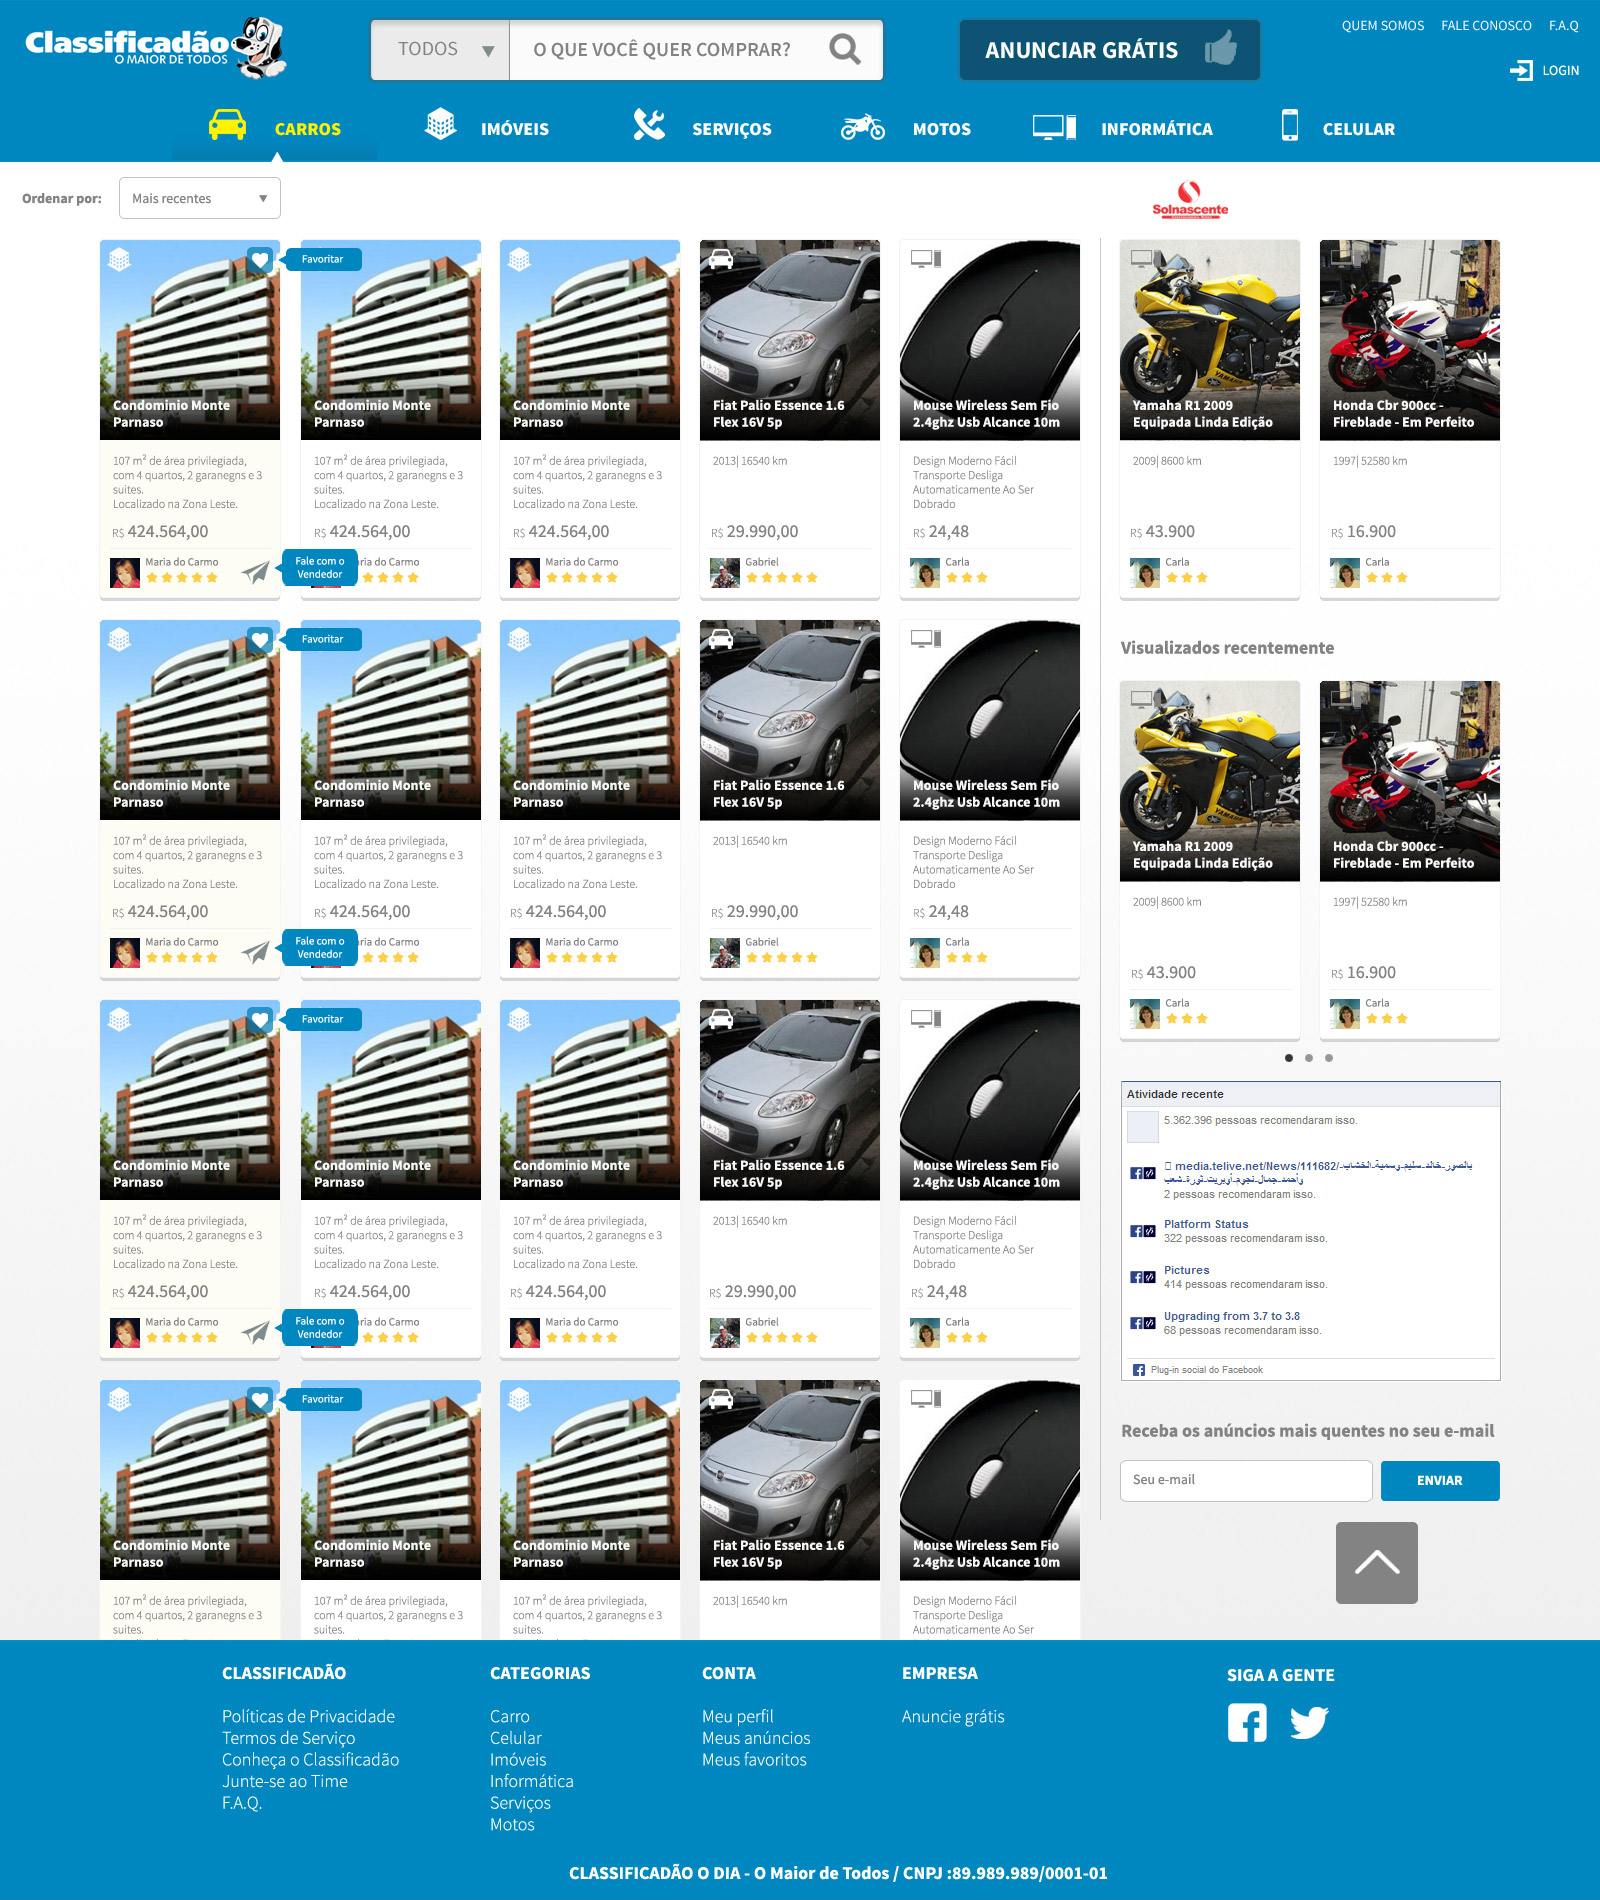 Classificadão
O MAIOR DE TODOS
TODOS
O QUE VOCÊ QUER COMPRAR?
ANUNCIAR GRÁTIS
QUEM SOMOS FALE CONOSCO F.A.Q
LOGIN
CARROS IMÓVEIS SERVIÇOS MOTOS INFORMÁTICA CELULAR
Ordenar por: Mais recentes
Solnascente
Favoritar
Condominio Monte
Parnaso
107 m² de área privilegiada,
com 4 quartos, 2 garanegns e 3
suites.
Localizado na Zona Leste.
R$ 424.564,00
Maria do Carmo
Fale com o
Vendedor
Condominio Monte
Parnaso
107 m² de área privilegiada,
com 4 quartos, 2 garanegns e 3
suites.
Localizado na Zona Leste.
R$ 424.564,00
ria do Carmo
Condominio Monte
Parnaso
107 m² de área privilegiada,
com 4 quartos, 2 garanegns e 3
suites.
Localizado na Zona Leste.
R$ 424.564,00
Maria do Carmo
Fiat Palio Essence 1.6
Flex 16V 5p
2013| 16540 km
R$ 29.990,00
Gabriel
Mouse Wireless Sem Fio
2.4ghz Usb Alcance 10m
Design Moderno Fácil
Transporte Desliga
Automaticamente Ao Ser
Dobrado
R$ 24,48
Carla
Yamaha R1 2009
Equipada Linda Edição
2009| 8600 km
R$ 43.900
Carla
Honda Cbr 900cc -
Fireblade - Em Perfeito
1997| 52580 km
R$ 16.900
Carla
Favoritar
Condominio Monte
Parnaso
107 m² de área privilegiada,
com 4 quartos, 2 garanegns e 3
suites.
Localizado na Zona Leste.
R$ 424.564,00
Maria do Carmo
Fale com o
Vendedor
Condominio Monte
Parnaso
107 m² de área privilegiada,
com 4 quartos, 2 garanegns e 3
suites.
Localizado na Zona Leste.
R$ 424.564,00
ria do Carmo
Condominio Monte
Parnaso
107 m² de área privilegiada,
com 4 quartos, 2 garanegns e 3
suites.
Localizado na Zona Leste.
R$ 424.564,00
Maria do Carmo
Fiat Palio Essence 1.6
Flex 16V 5p
2013| 16540 km
R$ 29.990,00
Gabriel
Mouse Wireless Sem Fio
2.4ghz Usb Alcance 10m
Design Moderno Fácil
Transporte Desliga
Automaticamente Ao Ser
Dobrado
R$ 24,48
Carla
Favoritar
Condominio Monte
Parnaso
107 m² de área privilegiada,
com 4 quartos, 2 garanegns e 3
suites.
Localizado na Zona Leste.
R$ 424.564,00
Maria do Carmo
Fale com o
Vendedor
Condominio Monte
Parnaso
107 m² de área privilegiada,
com 4 quartos, 2 garanegns e 3
suites.
Localizado na Zona Leste.
R$ 424.564,00
ria do Carmo
Condominio Monte
Parnaso
107 m² de área privilegiada,
com 4 quartos, 2 garanegns e 3
suites.
Localizado na Zona Leste.
R$ 424.564,00
Maria do Carmo
Fiat Palio Essence 1.6
Flex 16V 5p
2013| 16540 km
R$ 29.990,00
Gabriel
Mouse Wireless Sem Fio
2.4ghz Usb Alcance 10m
Design Moderno Fácil
Transporte Desliga
Automaticamente Ao Ser
Dobrado
R$ 24,48
Carla
Favoritar
Condominio Monte
Parnaso
107 m² de área privilegiada,
com 4 quartos, 2 garanegns e 3
suites.
Condominio Monte
Parnaso
107 m² de área privilegiada,
com 4 quartos, 2 garanegns e 3
suites.
Condominio Monte
Parnaso
107 m² de área privilegiada,
com 4 quartos, 2 garanegns e 3
suites.
Fiat Palio Essence 1.6
Flex 16V 5p
2013| 16540 km
Mouse Wireless Sem Fio
2.4ghz Usb Alcance 10m
Design Moderno Fácil
Transporte Desliga
Automaticamente Ao Ser
Visualizados recentemente
Yamaha R1 2009
Equipada Linda Edição
2009| 8600 km
R$ 43.900
Carla
Honda Cbr 900cc -
Fireblade - Em Perfeito
1997| 52580 km
R$ 16.900
Carla
Atividade recente
5.362.396 pessoas recomendaram isso.
media.telive.net/News/111682/بالصور-خالد-سليم-وسمية-الخشاب-
وأحمد-جمال-نجوم-أوبريت-ثورة-شعب
2 pessoas recomendaram isso.
Platform Status
322 pessoas recomendaram isso.
Pictures
414 pessoas recomendaram isso.
Upgrading from 3.7 to 3.8
68 pessoas recomendaram isso.
Plug-in social do Facebook
Receba os anúncios mais quentes no seu e-mail
Seu e-mail
ENVIAR
CLASSIFICADÃO
Políticas de Privacidade
Termos de Serviço
Conheça o Classificadão
Junte-se ao Time
F.A.Q.
CATEGORIAS
Carro
Celular
Imóveis
Informática
Serviços
Motos
CONTA
Meu perfil
Meus anúncios
Meus favoritos
EMPRESA
Anuncie grátis
SIGA A GENTE
CLASSIFICADÃO O DIA - O Maior de Todos / CNPJ :89.989.989/0001-01